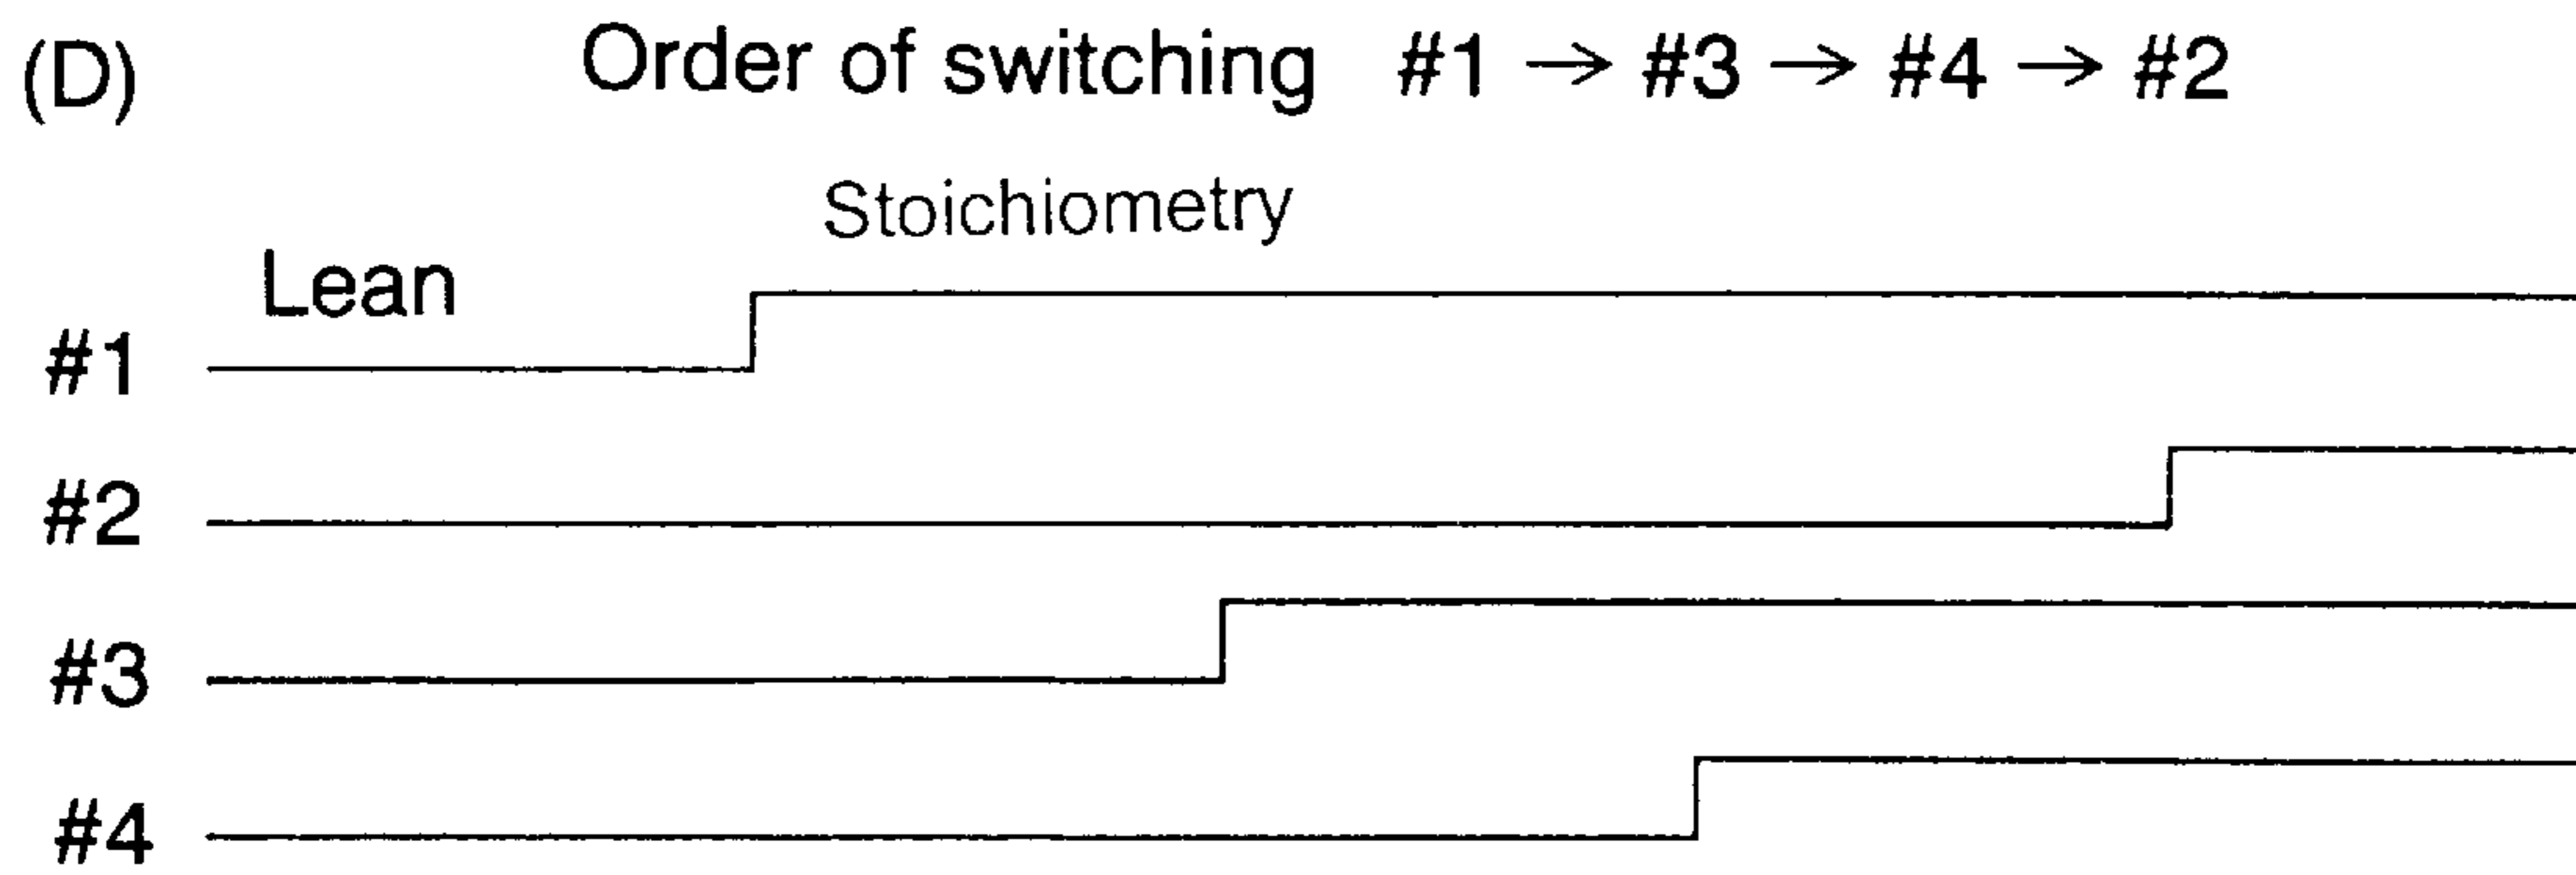 (D) Order of switching #1 → #3 → #4 → #2
Stoichiometry
Lean
#1
#2
#3
#4